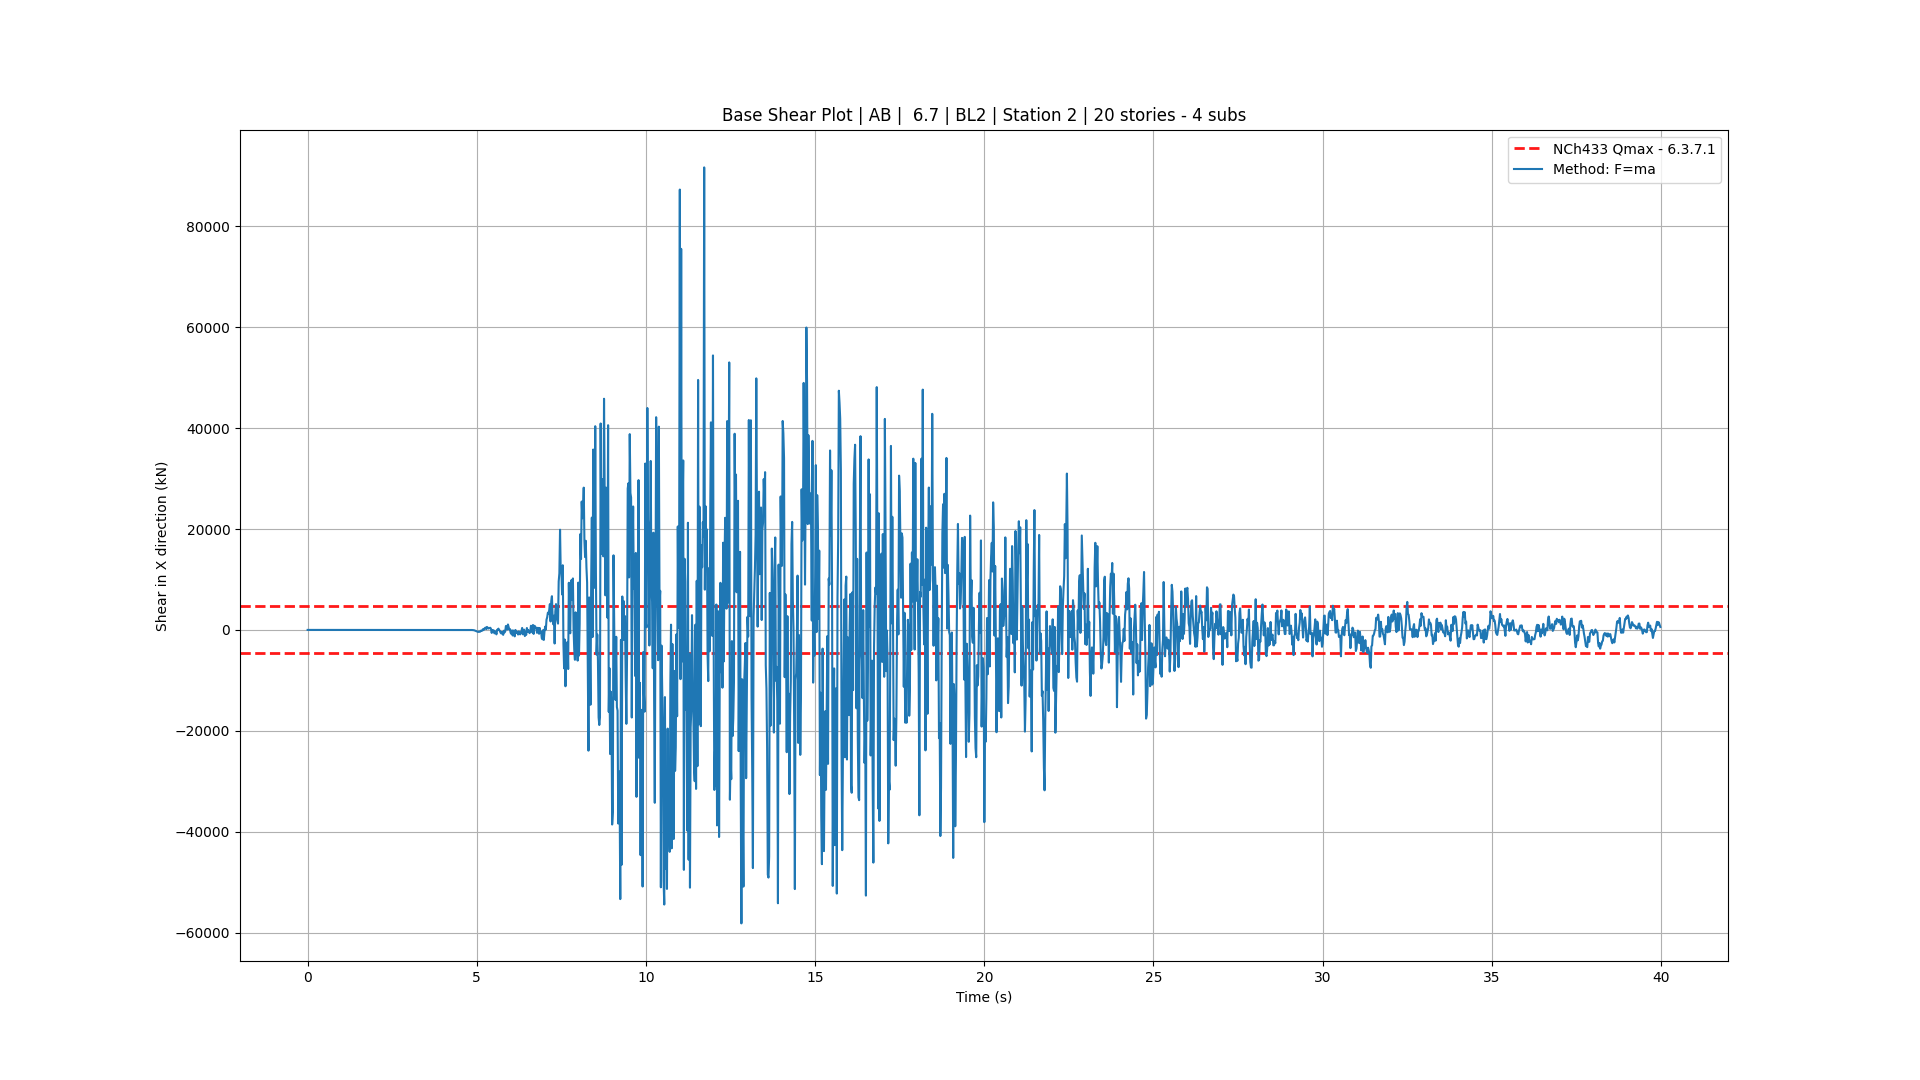 Base Shear Plot | AB |  6.7 | BL2 | Station 2 | 20 stories - 4 subs
NCh433 Qmax - 6.3.7.1
Method: F=ma
Shear in X direction (kN)
80000
60000
40000
20000
0
−20000
−40000
−60000
0 5 10 15 20 25 30 35 40
Time (s)